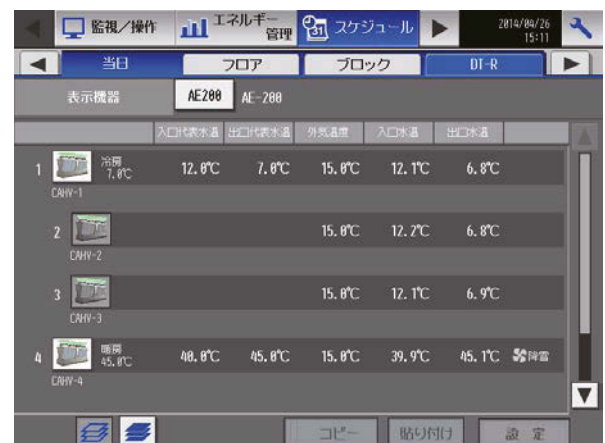 監視/操作
エネルギー
管理
31
スケジュール
2014/04/26
15:11
当日
フロア
ブロック
DT-R
表示機器
AE200
AE-200
入口代表水温 出口代表水温 外気温度 入口水温 出口水温
1 冷房 7.0℃ 12.0℃ 7.0℃ 15.0℃ 12.1℃ 6.8℃
CAHV-1
2 15.0℃ 12.2℃ 6.8℃
CAHV-2
3 15.0℃ 12.1℃ 6.9℃
CAHV-3
4 暖房 45.0℃ 40.0℃ 45.0℃ 15.0℃ 39.9℃ 45.1℃ 降雪
CAHV-4
コピー
貼り付け
設定